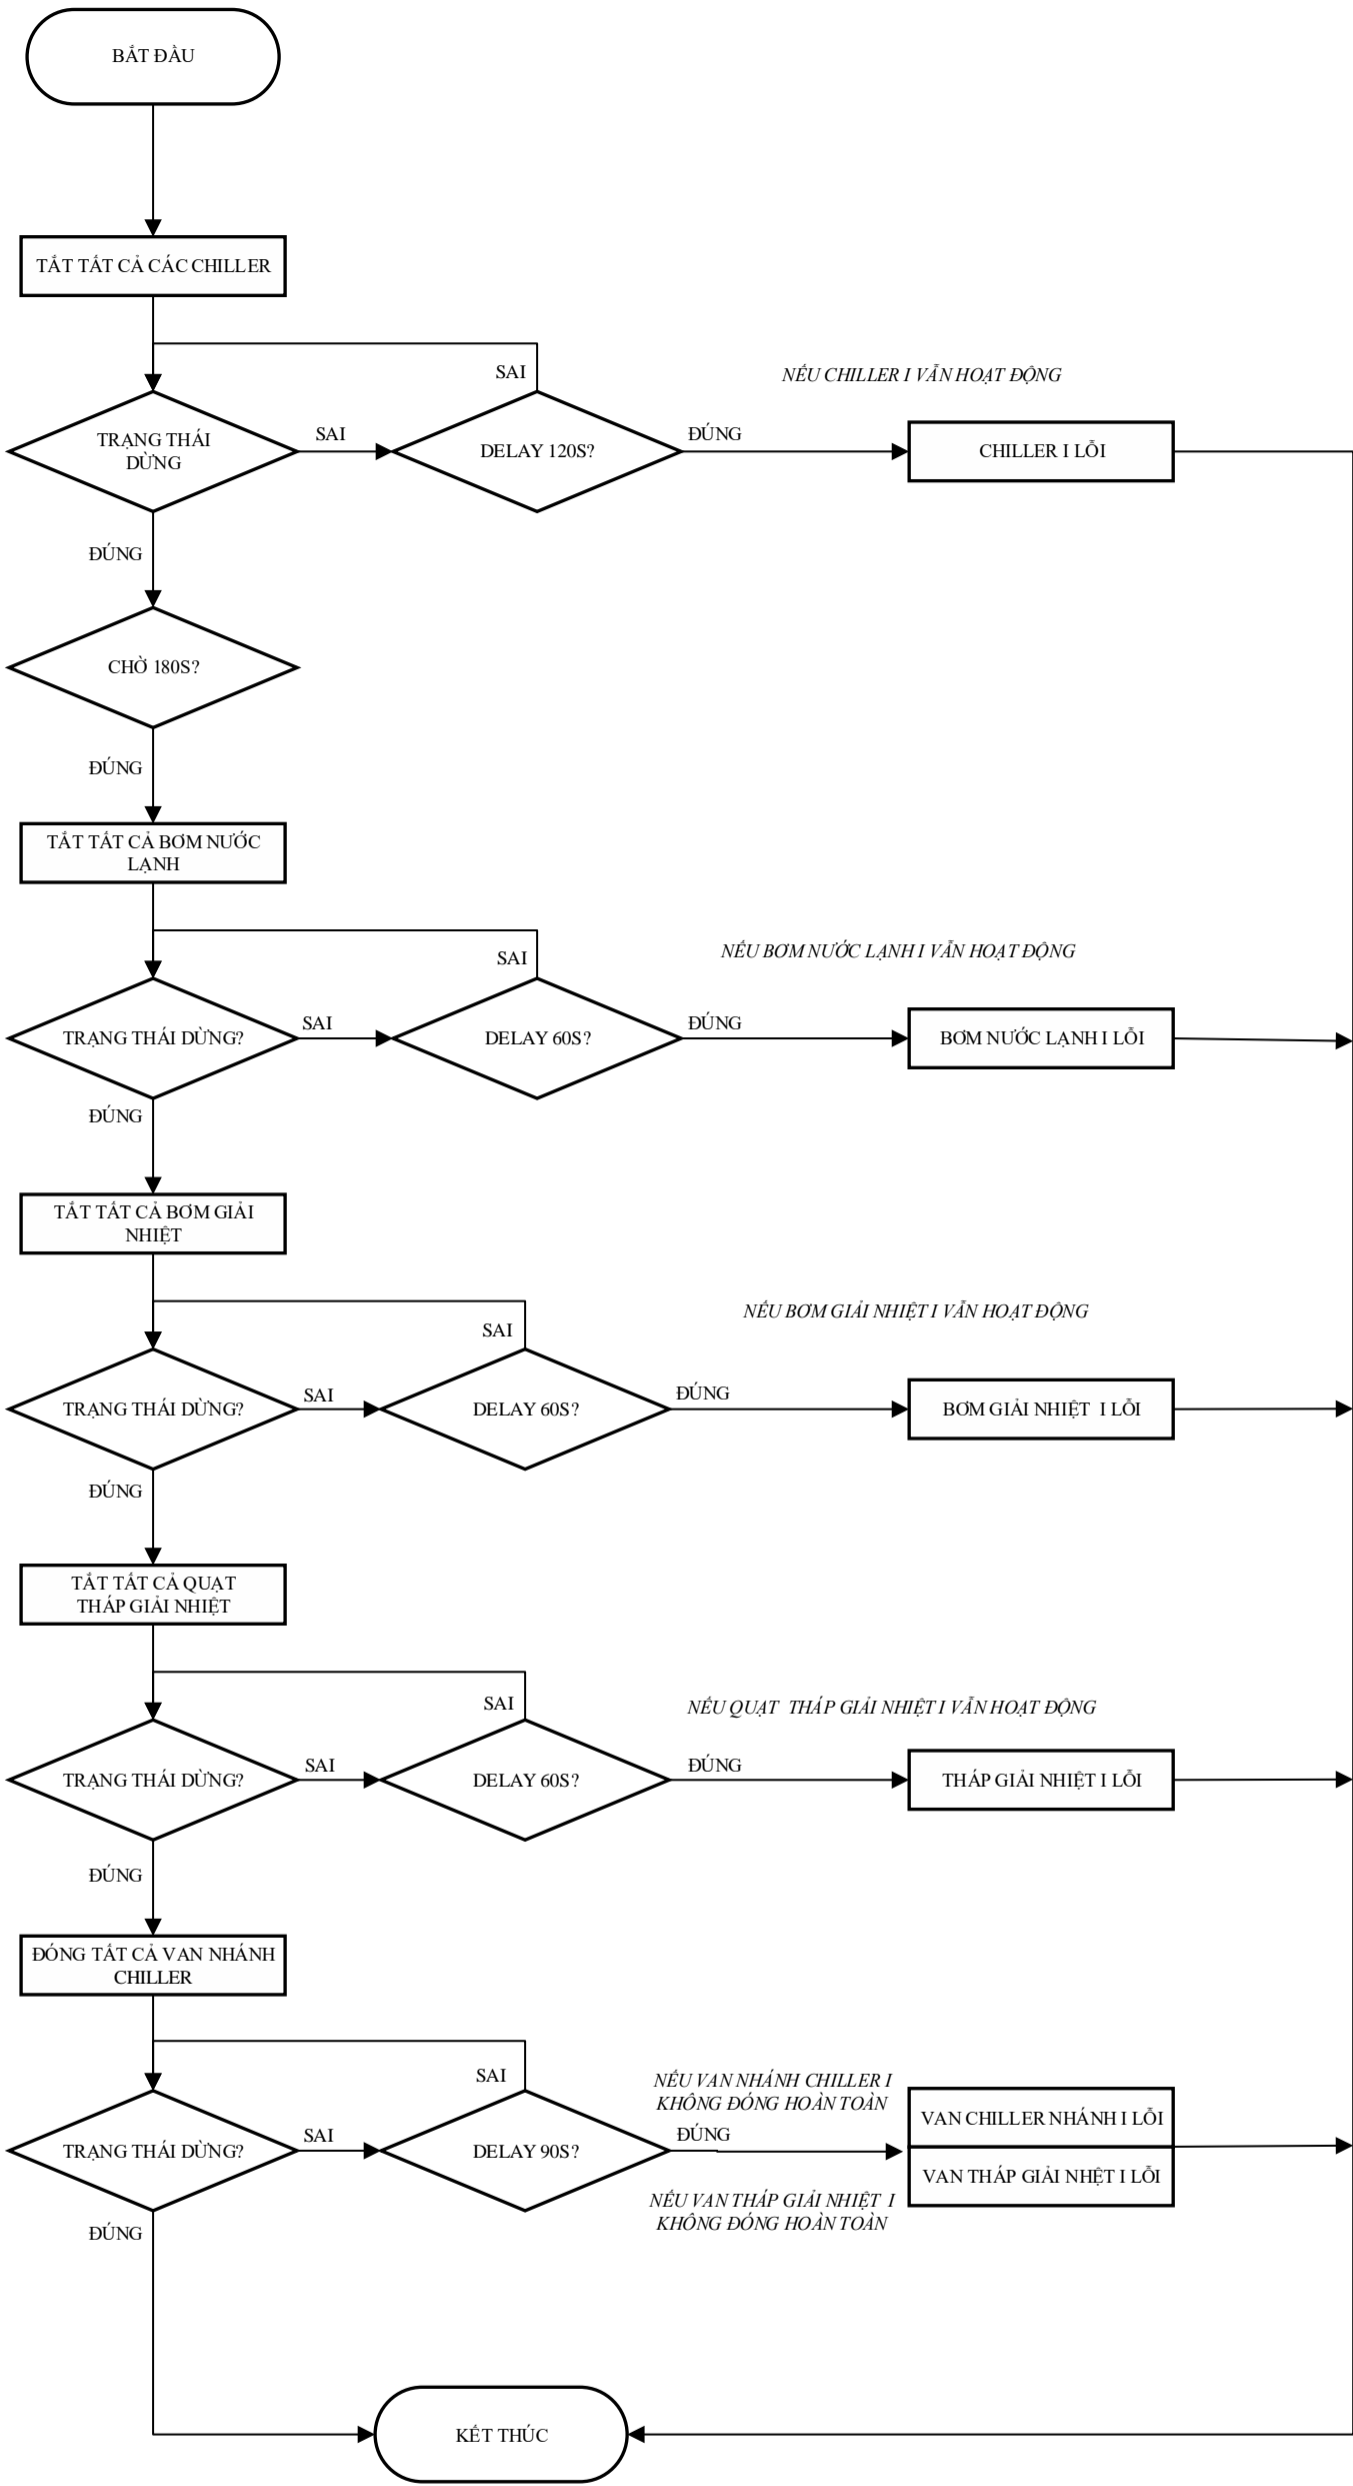 BẮT ĐẦU
TẮT TẤT CẢ CÁC CHILLER
SAI
NẾU CHILLER I VẪN HOẠT ĐỘNG
TRẠNG THÁI
DỪNG
SAI
DELAY 120S?
ĐÚNG
CHILLER I LỖI
ĐÚNG
CHỜ 180S?
ĐÚNG
TẮT TẤT CẢ BƠM NƯỚC
LẠNH
SAI
NẾU BƠM NƯỚC LẠNH I VẪN HOẠT ĐỘNG
TRẠNG THÁI DỪNG?
SAI
DELAY 60S?
ĐÚNG
BƠM NƯỚC LẠNH I LỖI
ĐÚNG
TẮT TẤT CẢ BƠM GIẢI
NHIỆT
SAI
NẾU BƠM GIẢI NHIỆT I VẪN HOẠT ĐỘNG
TRẠNG THÁI DỪNG?
SAI
DELAY 60S?
ĐÚNG
BƠM GIẢI NHIỆT I LỖI
ĐÚNG
TẮT TẤT CẢ QUẠT
THÁP GIẢI NHIỆT
SAI
NẾU QUẠT THÁP GIẢI NHIỆT I VẪN HOẠT ĐỘNG
TRẠNG THÁI DỪNG?
SAI
DELAY 60S?
ĐÚNG
THÁP GIẢI NHIỆT I LỖI
ĐÚNG
ĐÓNG TẤT CẢ VAN NHÁNH
CHILLER
SAI
NẾU VAN NHÁNH CHILLER I
KHÔNG ĐÓNG HOÀN TOÀN
TRẠNG THÁI DỪNG?
SAI
DELAY 90S?
ĐÚNG
VAN CHILLER NHÁNH I LỖI
VAN THÁP GIẢI NHỆT I LỖI
NẾU VAN THÁP GIẢI NHIỆT I
KHÔNG ĐÓNG HOÀN TOÀN
ĐÚNG
KẾT THÚC